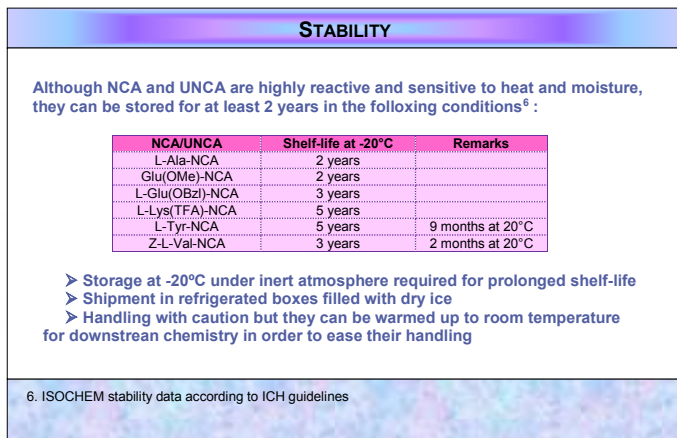 STABILITY
Although NCA and UNCA are highly reactive and sensitive to heat and moisture,
they can be stored for at least 2 years in the folloxing conditions6 :
NCA/UNCA Shelf-life at -20°C Remarks
L-Ala-NCA 2 years
Glu(OMe)-NCA 2 years
L-Glu(OBzl)-NCA 3 years
L-Lys(TFA)-NCA 5 years
L-Tyr-NCA 5 years 9 months at 20°C
Z-L-Val-NCA 3 years 2 months at 20°C
➢ Storage at -20ºC under inert atmosphere required for prolonged shelf-life
➢ Shipment in refrigerated boxes filled with dry ice
➢ Handling with caution but they can be warmed up to room temperature
for downstrean chemistry in order to ease their handling
6. ISOCHEM stability data according to ICH guidelines